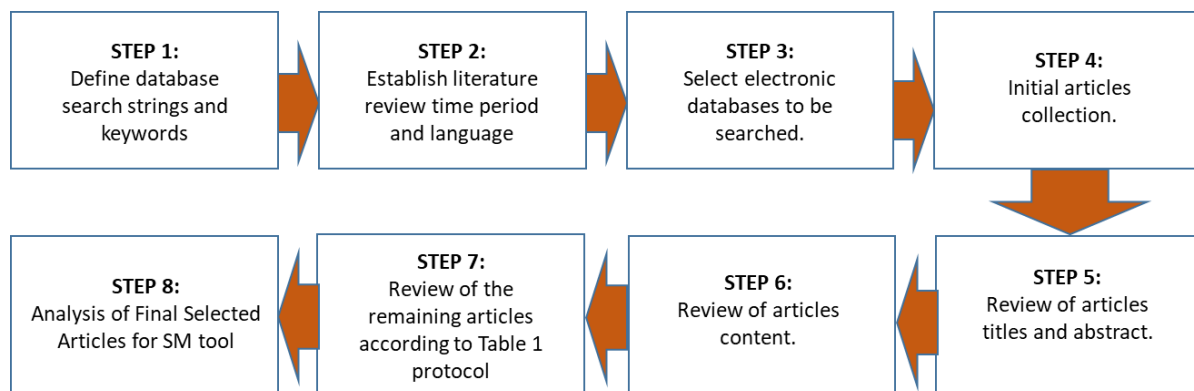 STEP 1:
Define database
search strings and
keywords
STEP 2:
Establish literature
review time period
and language
STEP 3:
Select electronic
databases to be
searched.
STEP 4:
Initial articles
collection.
STEP 5:
Review of articles
titles and abstract.
STEP 6:
Review of articles
content.
STEP 7:
Review of the
remaining articles
according to Table 1
protocol
STEP 8:
Analysis of Final Selected
Articles for SM tool